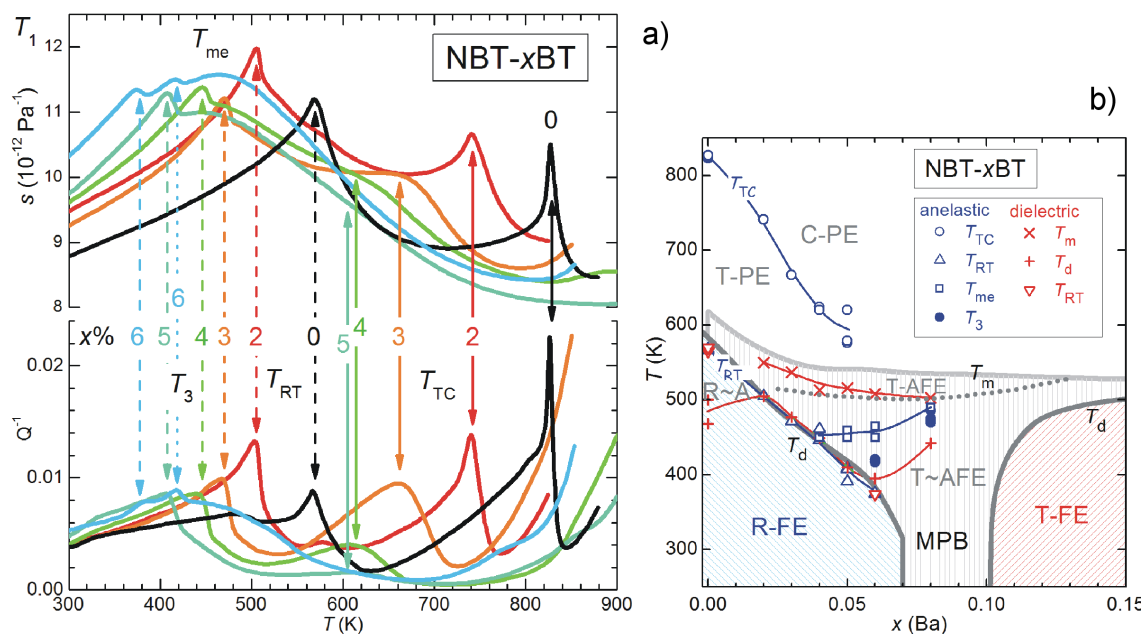 a)
T1
Tme
NBT-xBT
0
12
11
10
9
8
s (10-12 Pa-1)
x%
6
5
6
4
3
2
0
5
4
3
2
T3
TRT
TTC
0.02
0.01
0.00
Q-1
300
400
500
600
700
800
900
T (K)
b)
NBT-xBT
anelastic
dielectric
TTC
Tm
TRT
Td
Tme
TRT
T3
TTC
C-PE
T-PE
TRT
R~A
T-AFE
Tm
Td
Td
T~AFE
R-FE
MPB
T-FE
800
700
600
500
400
300
T (K)
0.00
0.05
0.10
0.15
x (Ba)